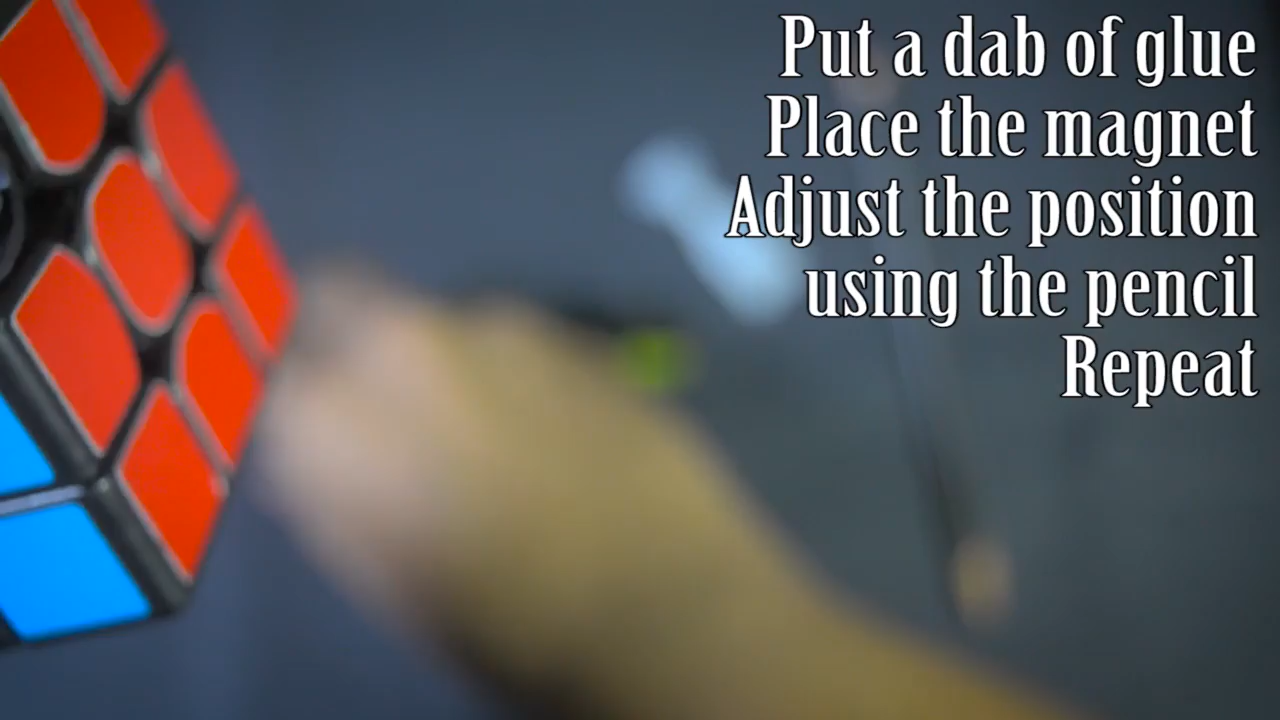 Put a dab of glue
Place the magnet
Adjust the position
using the pencil
Repeat